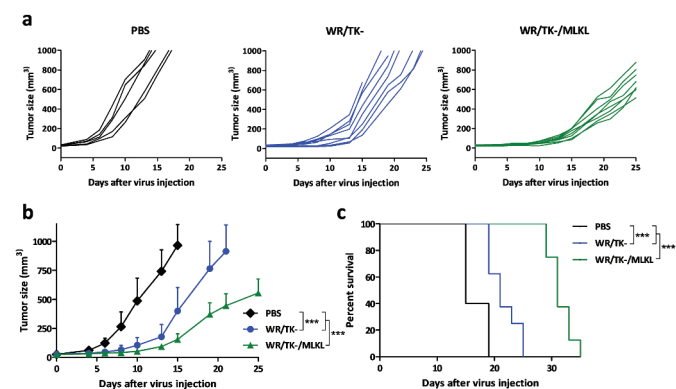 a
PBS
WR/TK-
WR/TK-/MLKL
Tumor size (mm3)
1000
800
600
400
200
0
0 5 10 15 20 25
Days after virus injection
Tumor size (mm3)
1000
800
600
400
200
0
0 5 10 15 20 25
Days after virus injection
Tumor size (mm3)
1000
800
600
400
200
0
0 5 10 15 20 25
Days after virus injection
b
Tumor size (mm3)
1000
750
500
250
0
0 5 10 15 20 25
Days after virus injection
PBS
WR/TK-
WR/TK-/MLKL
***
***
c
Percent survival
100
80
60
40
20
0
0 10 20 30
Days after virus injection
PBS
WR/TK-
WR/TK-/MLKL
***
***